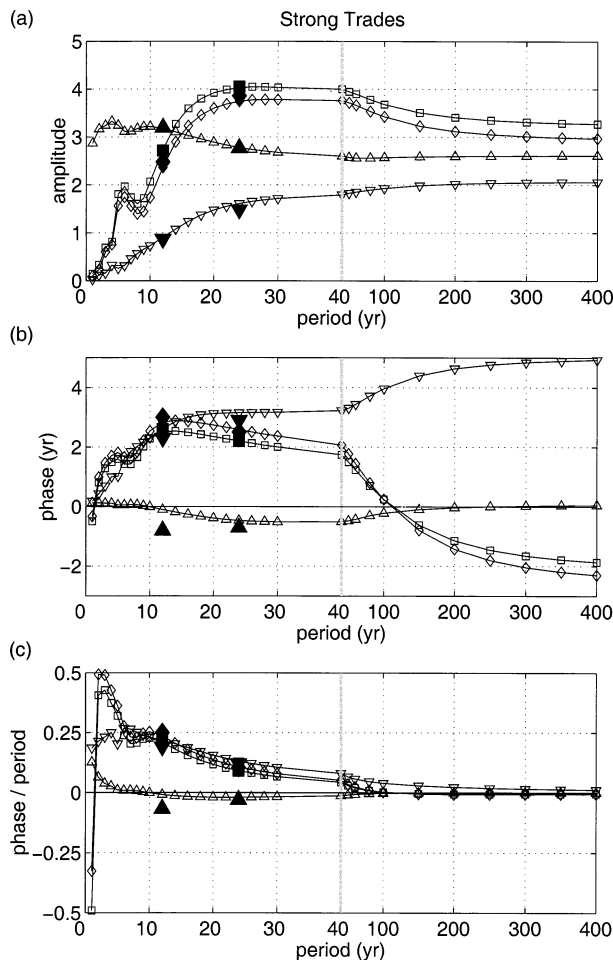 (a)
Strong Trades
5
4
3
2
1
0
amplitude
0 10 20 30 40 100 200 300 400
period (yr)
(b)
4
2
0
−2
phase (yr)
0 10 20 30 40 100 200 300 400
period (yr)
(c)
0.5
0.25
0
−0.25
−0.5
phase / period
0 10 20 30 40 100 200 300 400
period (yr)